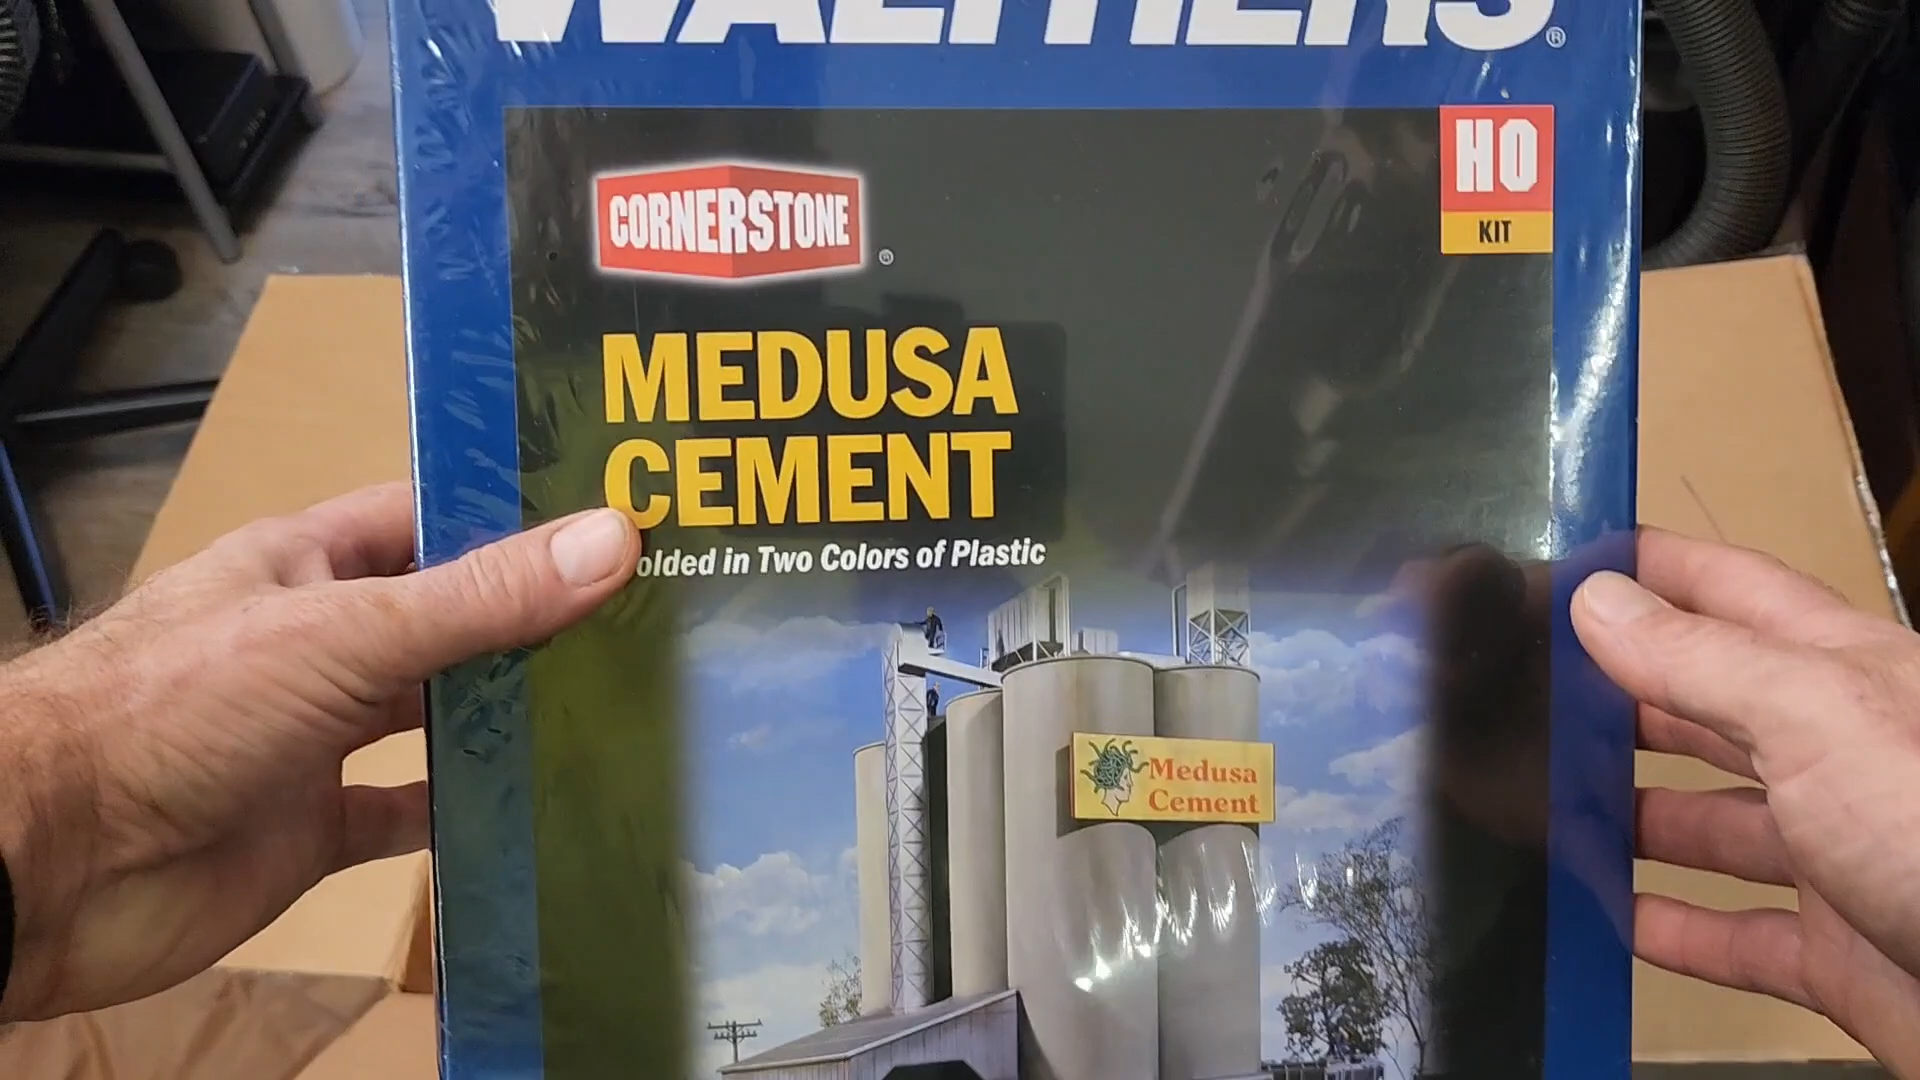 WALTHERS®
CORNERSTONE®
HO
KIT
MEDUSA
CEMENT
olded in Two Colors of Plastic
Medusa
Cement